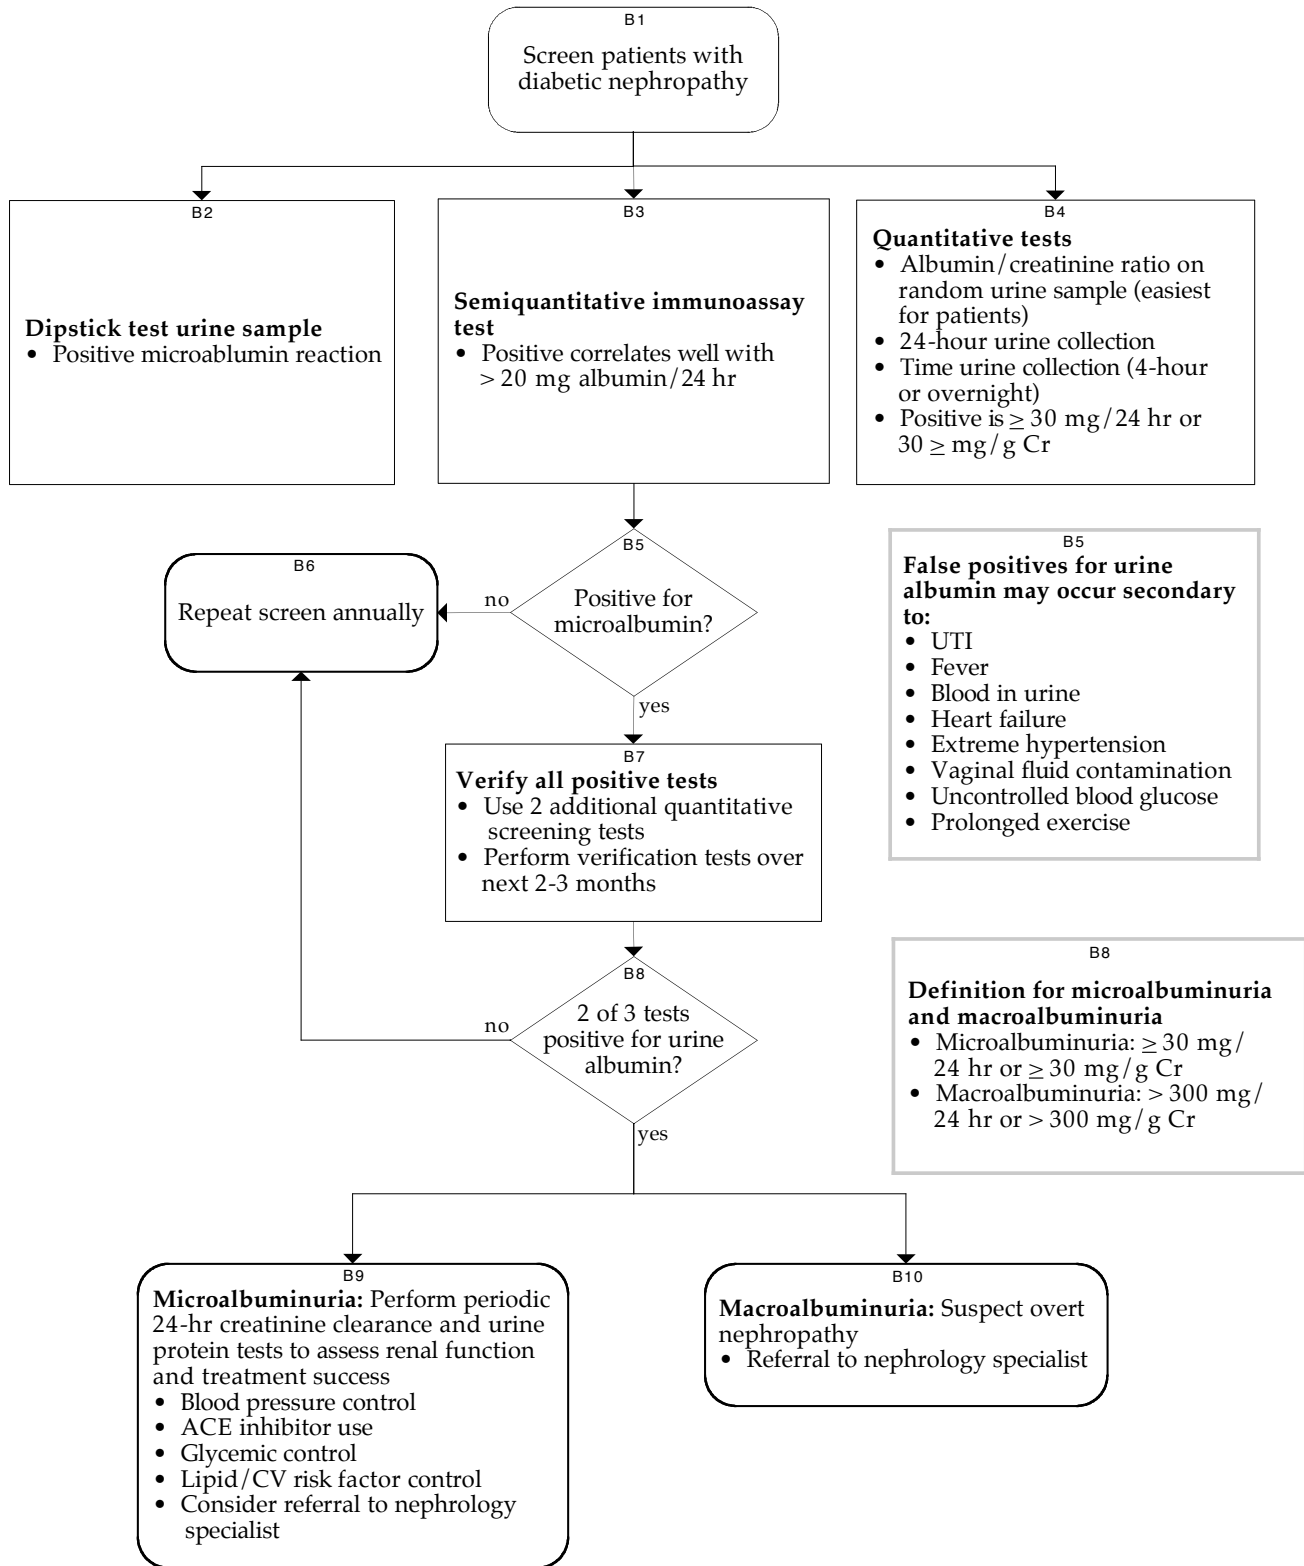 B1
Screen patients with
diabetic nephropathy
B2
Dipstick test urine sample
• Positive microablumin reaction
B3
Semiquantitative immunoassay
test
• Positive correlates well with
> 20 mg albumin/24 hr
B4
Quantitative tests
• Albumin/creatinine ratio on
random urine sample (easiest
for patients)
• 24-hour urine collection
• Time urine collection (4-hour
or overnight)
• Positive is ≥ 30 mg/24 hr or
30 ≥ mg/g Cr
B5
Positive for
microalbumin?
no
yes
B6
Repeat screen annually
B5
False positives for urine
albumin may occur secondary
to:
• UTI
• Fever
• Blood in urine
• Heart failure
• Extreme hypertension
• Vaginal fluid contamination
• Uncontrolled blood glucose
• Prolonged exercise
B7
Verify all positive tests
• Use 2 additional quantitative
screening tests
• Perform verification tests over
next 2-3 months
B8
2 of 3 tests
positive for urine
albumin?
no
yes
B8
Definition for microalbuminuria
and macroalbuminuria
• Microalbuminuria: ≥ 30 mg/
24 hr or ≥ 30 mg/g Cr
• Macroalbuminuria: > 300 mg/
24 hr or > 300 mg/g Cr
B9
Microalbuminuria: Perform periodic
24-hr creatinine clearance and urine
protein tests to assess renal function
and treatment success
• Blood pressure control
• ACE inhibitor use
• Glycemic control
• Lipid/CV risk factor control
• Consider referral to nephrology
specialist
B10
Macroalbuminuria: Suspect overt
nephropathy
• Referral to nephrology specialist